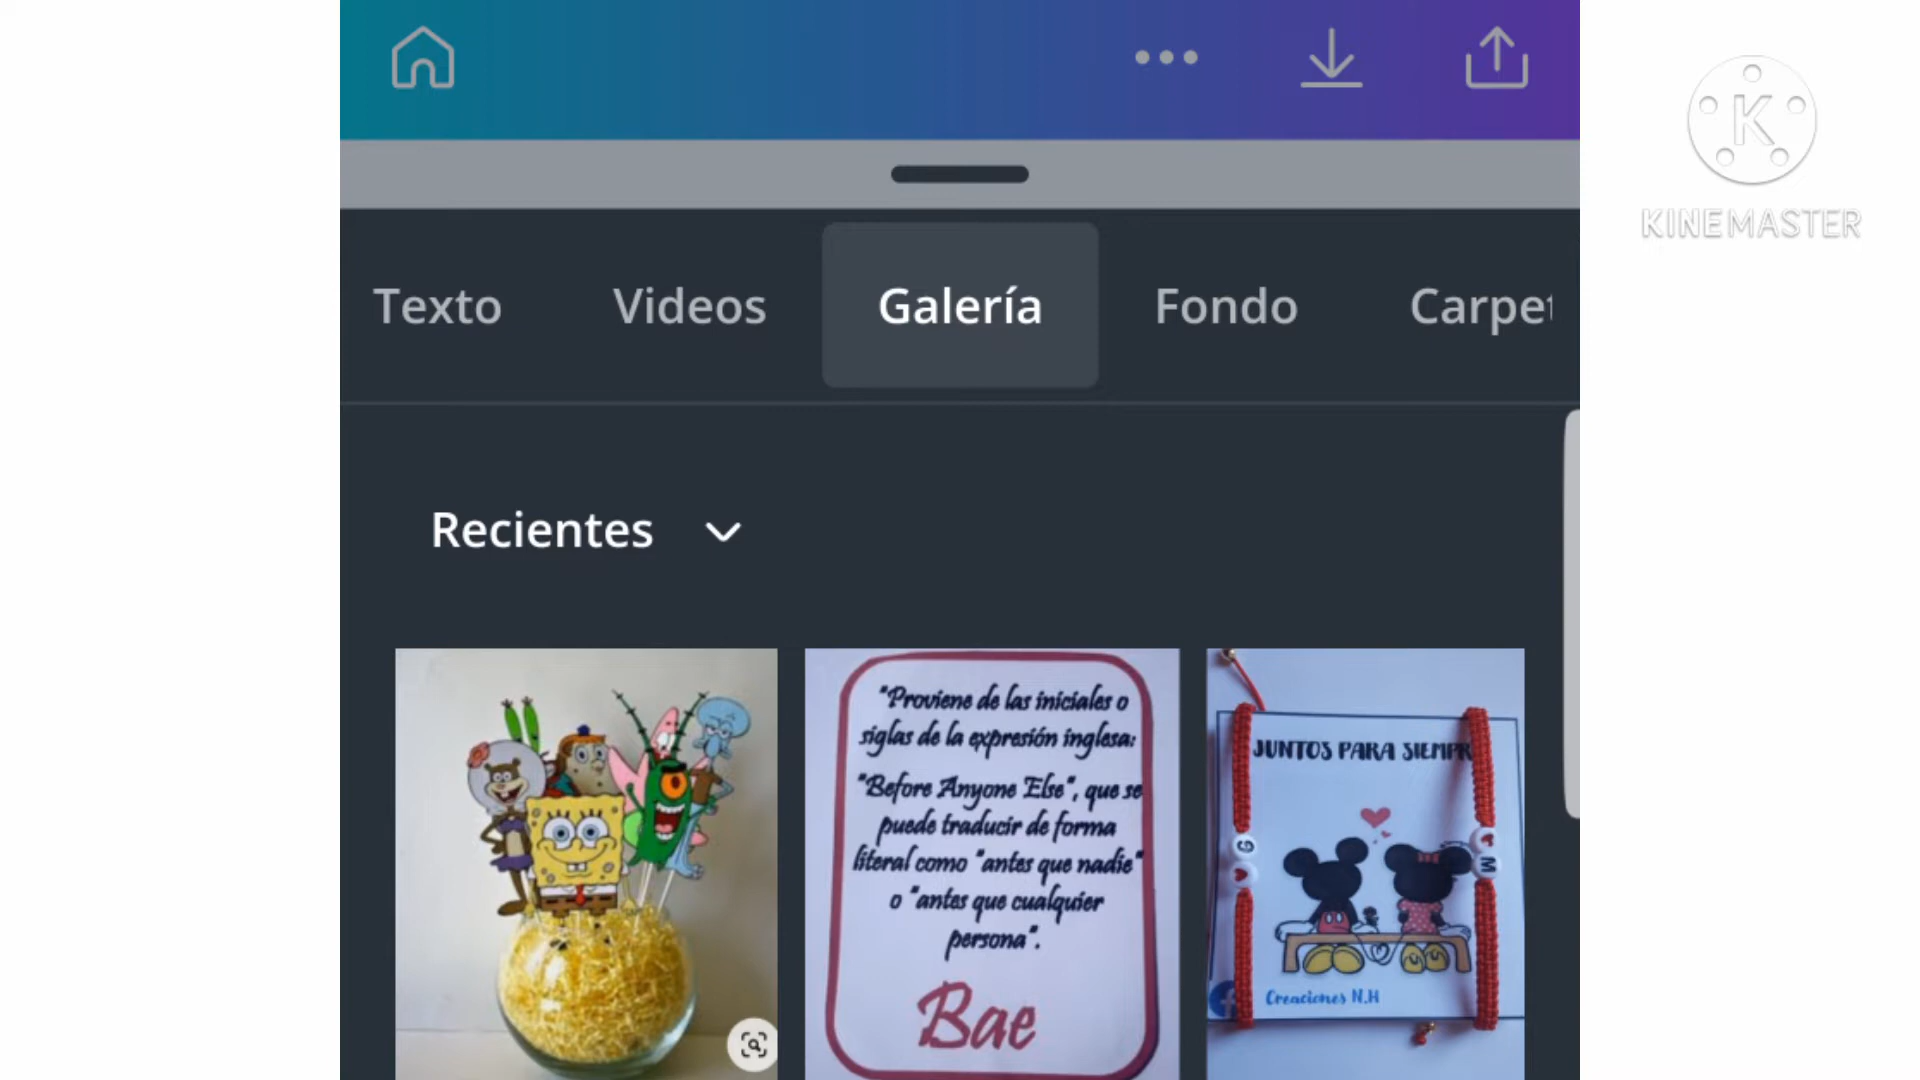 K
KINEMASTER
Texto
Videos
Galería
Fondo
Carpet
Recientes
"Proviene de las iniciales o
siglas de la expresión inglesa:
"Before Anyone Else", que se
puede traducir de forma
literal como "antes que nadie"
o "antes que cualquier
persona".
Bae
JUNTOS PARA SIEMPR
G
M
Creaciones N.H